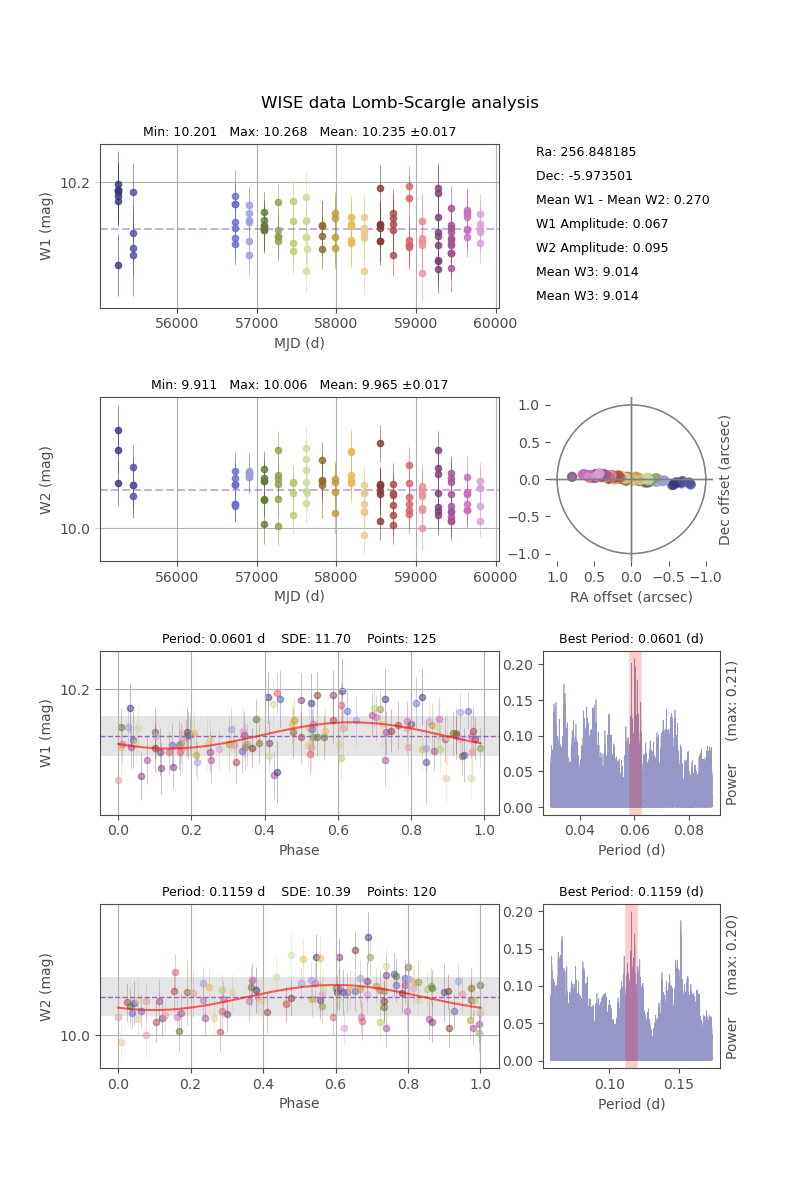 WISE data Lomb-Scargle analysis
Min: 10.201   Max: 10.268   Mean: 10.235 ±0.017
10.2
W1 (mag)
56000 57000 58000 59000 60000
MJD (d)
Ra: 256.848185
Dec: -5.973501
Mean W1 - Mean W2: 0.270
W1 Amplitude: 0.067
W2 Amplitude: 0.095
Mean W3: 9.014
Mean W3: 9.014
Min: 9.911   Max: 10.006   Mean: 9.965 ±0.017
10.0
W2 (mag)
56000 57000 58000 59000 60000
MJD (d)
1.0
0.5
0.0
−0.5
−1.0
Dec offset (arcsec)
1.0 0.5 0.0 −0.5 −1.0
RA offset (arcsec)
Period: 0.0601 d    SDE: 11.70    Points: 125
10.2
W1 (mag)
0.0 0.2 0.4 0.6 0.8 1.0
Phase
Best Period: 0.0601 (d)
0.20
0.15
0.10
0.05
0.00
Power     (max: 0.21)
0.04 0.06 0.08
Period (d)
Period: 0.1159 d    SDE: 10.39    Points: 120
10.0
W2 (mag)
0.0 0.2 0.4 0.6 0.8 1.0
Phase
Best Period: 0.1159 (d)
0.20
0.15
0.10
0.05
0.00
Power     (max: 0.20)
0.10 0.15
Period (d)